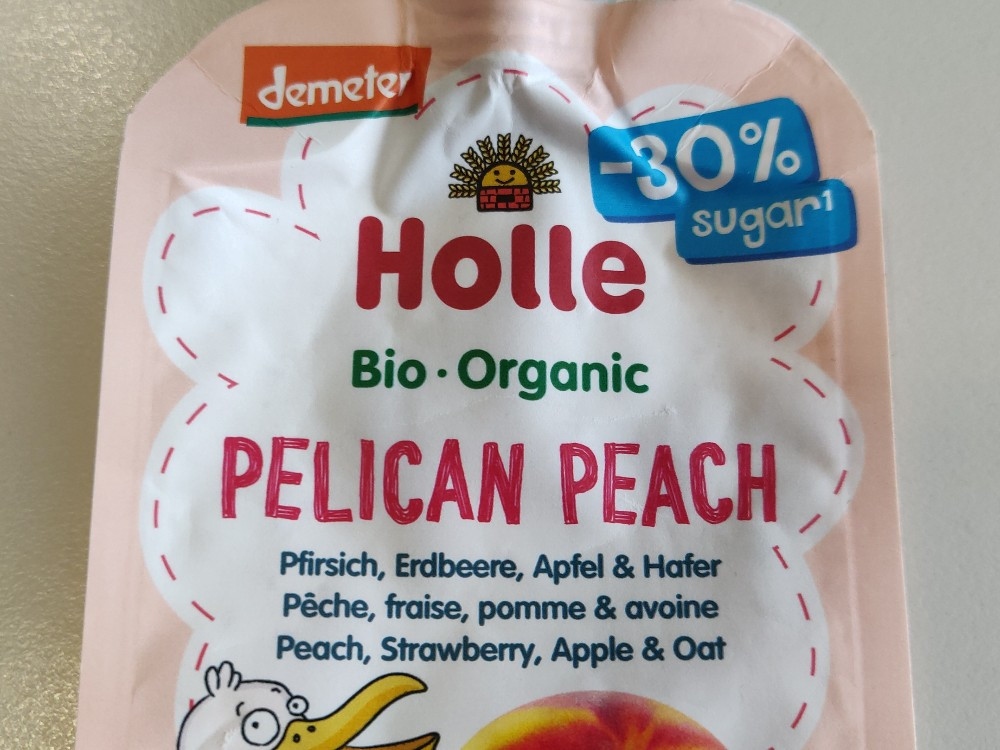 demeter
-30%
sugar¹
Holle
Bio · Organic
PELICAN PEACH
Pfirsich, Erdbeere, Apfel & Hafer
Pêche, fraise, pomme & avoine
Peach, Strawberry, Apple & Oat